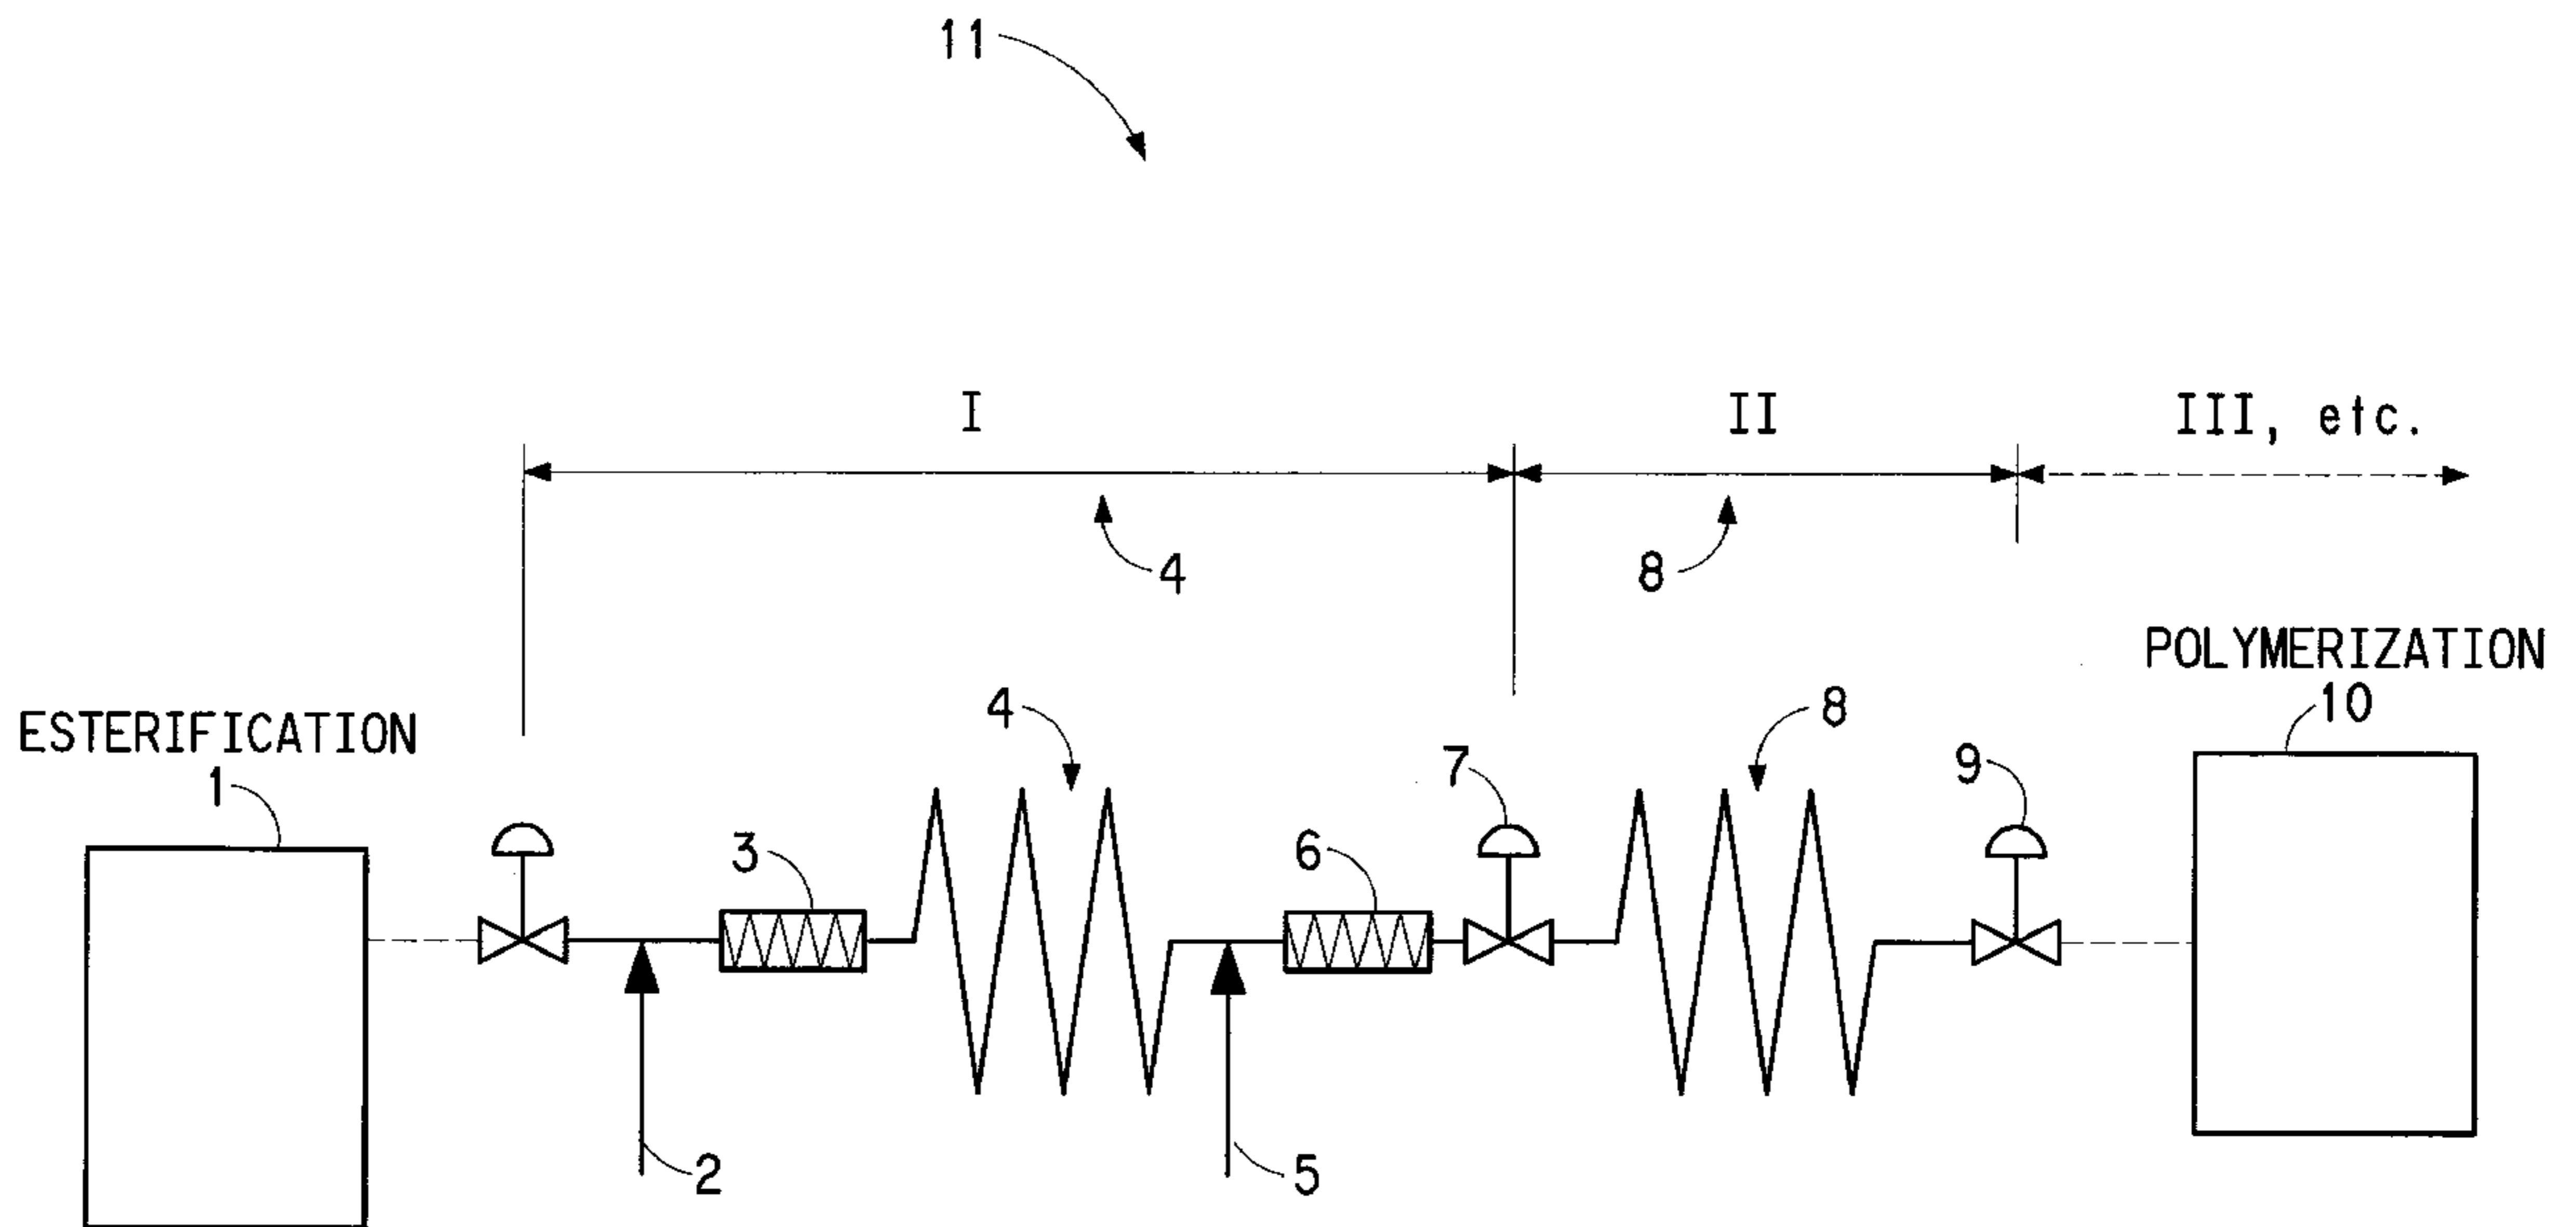 11
I II III, etc.
4 8
POLYMERIZATION
10
ESTERIFICATION
1
4 8
7 9
3 6
2 5